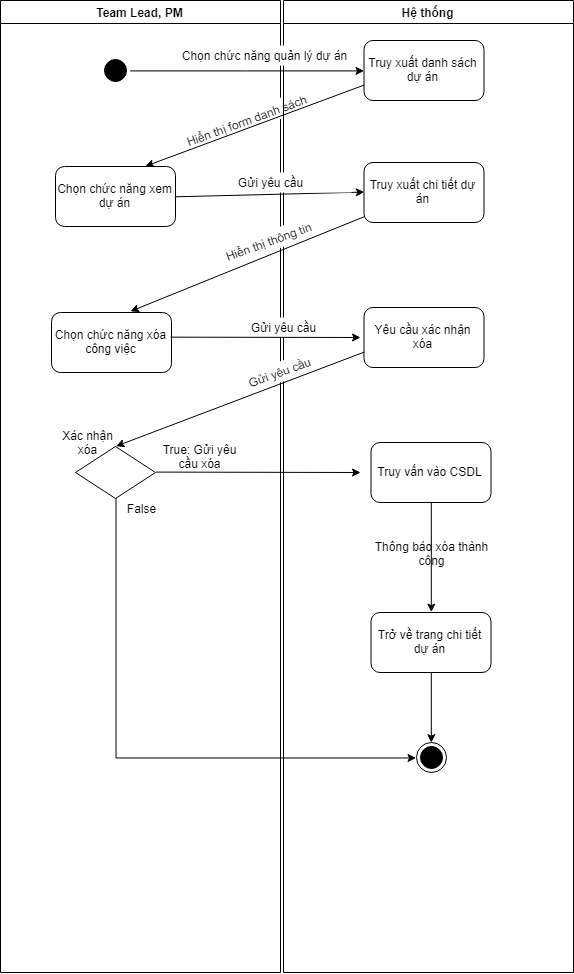 Team Lead, PM
Hệ thống
Chọn chức năng quản lý dự án
Truy xuất danh sách
dự án
Hiển thị form danh sách
Chọn chức năng xem
dự án
Gửi yêu cầu
Truy xuất chi tiết dự
án
Hiển thị thông tin
Chọn chức năng xóa
công việc
Gửi yêu cầu
Yêu cầu xác nhận
xóa
Gửi yêu cầu
Xác nhận
xóa
True: Gửi yêu
cầu xóa
Truy vấn vào CSDL
False
Thông báo xóa thành
công
Trở về trang chi tiết
dự án